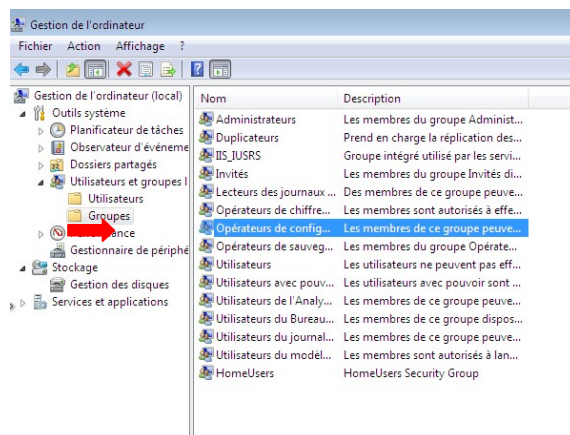 Gestion de l'ordinateur
Fichier Action Affichage ?
Gestion de l'ordinateur (local)
Outils système
Planificateur de tâches
Observateur d'événeme
Dossiers partagés
Utilisateurs et groupes l
Utilisateurs
Groupes
ance
Gestionnaire de périphé
Stockage
Gestion des disques
Services et applications
Nom Description
Administrateurs Les membres du groupe Administ...
Duplicateurs Prend en charge la réplication des...
IIS_IUSRS Groupe intégré utilisé par les servi...
Invités Les membres du groupe Invités di...
Lecteurs des journaux ... Des membres de ce groupe peuve...
Opérateurs de chiffre... Les membres sont autorisés à effe...
Opérateurs de config... Les membres de ce groupe peuve...
Opérateurs de sauveg... Les membres du groupe Opérate...
Utilisateurs Les utilisateurs ne peuvent pas eff...
Utilisateurs avec pouv... Les utilisateurs avec pouvoir sont ...
Utilisateurs de l'Analy... Les membres de ce groupe peuve...
Utilisateurs du Bureau... Les membres de ce groupe dispos...
Utilisateurs du journal... Les membres de ce groupe peuve...
Utilisateurs du modèl... Les membres sont autorisés à lan...
HomeUsers HomeUsers Security Group